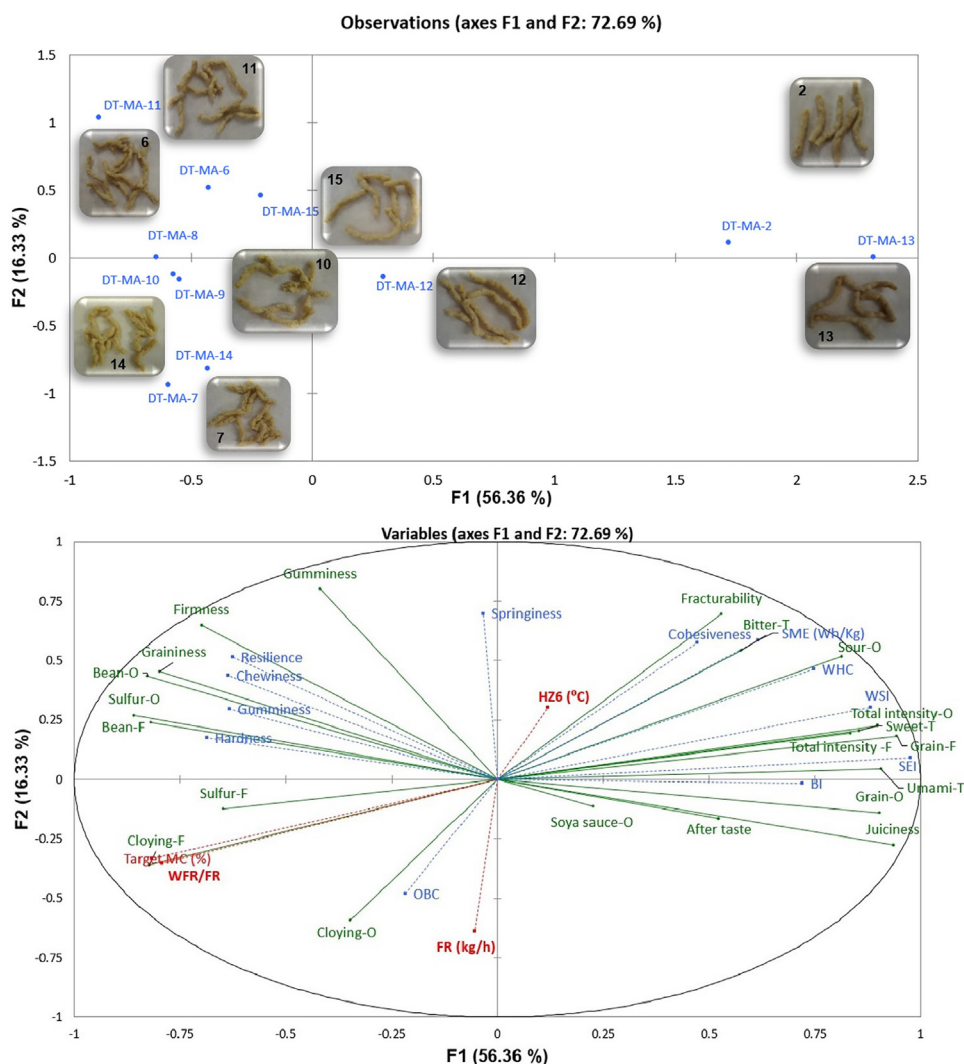 Observations (axes F1 and F2: 72.69 %)
1.5
11
2
DT-MA-11
1
6
DT-MA-6
15
0.5
DT-MA-15
DT-MA-8
DT-MA-2
DT-MA-13
10
12
0
DT-MA-10
DT-MA-9
DT-MA-12
13
-0.5
14
DT-MA-14
7
-1
DT-MA-7
-1.5
-1
-0.5
0
0.5
1
1.5
2
2.5
F2 (16.33 %)
F1 (56.36 %)
Variables (axes F1 and F2: 72.69 %)
1
Gumminess
0.75
Firmness
Springiness
Fracturability
Bitter-T
Cohesiveness
SME (Wh/Kg)
Graininess
Resilience
Sour-O
0.5
Bean-O
Chewiness
WHC
Sulfur-O
Gumminess
HZ6 (°C)
WSI
0.25
Bean-F
Hardness
Total intensity-O
Sweet-T
Total intensity -F
Grain-F
SEI
0
BI
Umami-T
Sulfur-F
Soya sauce-O
After taste
Grain-O
Juiciness
-0.25
Cloying-F
Target MC (%)
WFR/FR
OBC
-0.5
Cloying-O
FR (kg/h)
-0.75
-1
-1
-0.75
-0.5
-0.25
0
0.25
0.5
0.75
1
F2 (16.33 %)
F1 (56.36 %)